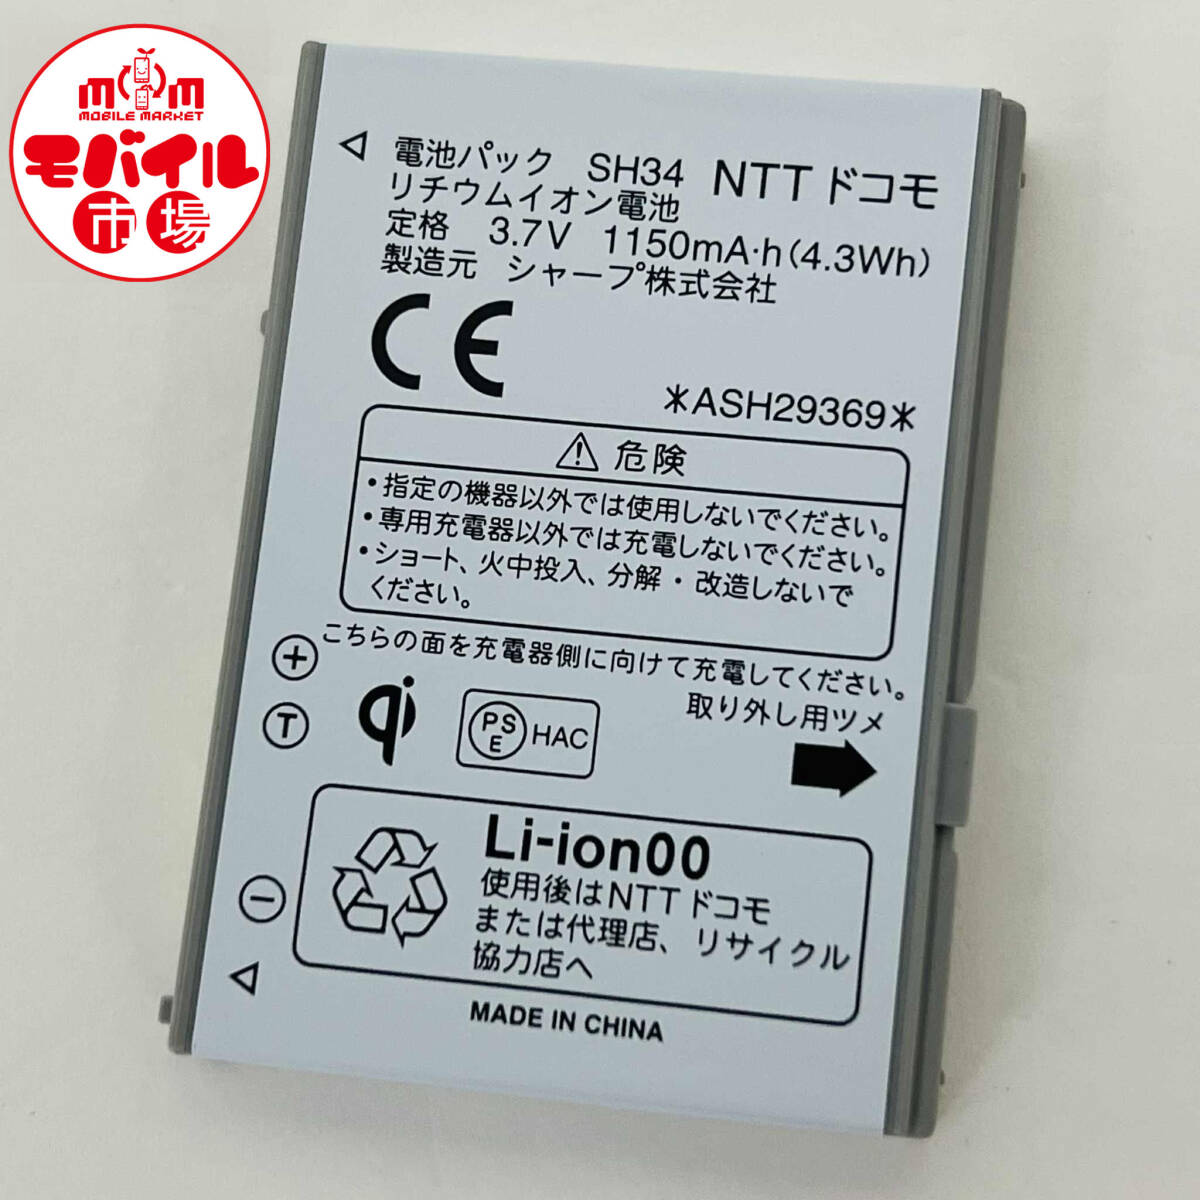 MOBILE MARKET
モバイル
市場
電池パック SH34 NTTドコモ
リチウムイオン電池
定格 3.7V 1150mA·h(4.3Wh)
製造元 シャープ株式会社
CE
*ASH29369*
危険
・指定の機器以外では使用しないでください。
・専用充電器以外では充電しないでください。
・ショート、火中投入、分解・改造しないで
ください。
こちらの面を充電器側に向けて充電してください。
+
T
qi
PSE HAC
取り外し用ツメ
Li-ion00
使用後はNTTドコモ
または代理店、リサイクル
協力店へ
−
MADE IN CHINA